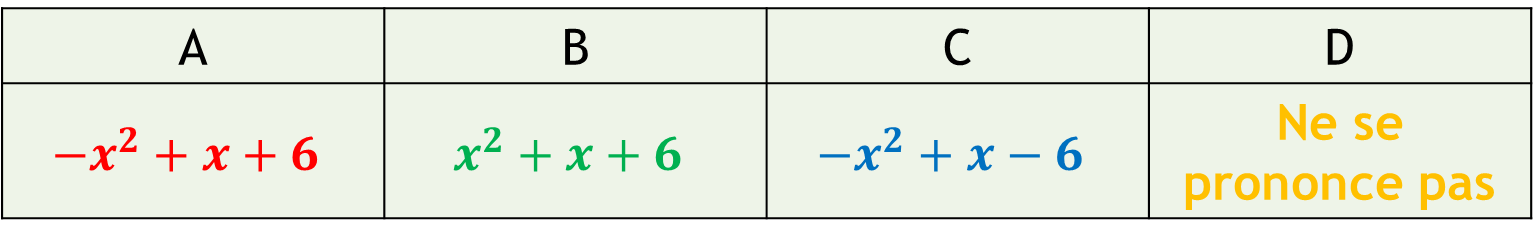 A B C D
−x² + x + 6 x² + x + 6 −x² + x − 6 Ne se
prononce pas